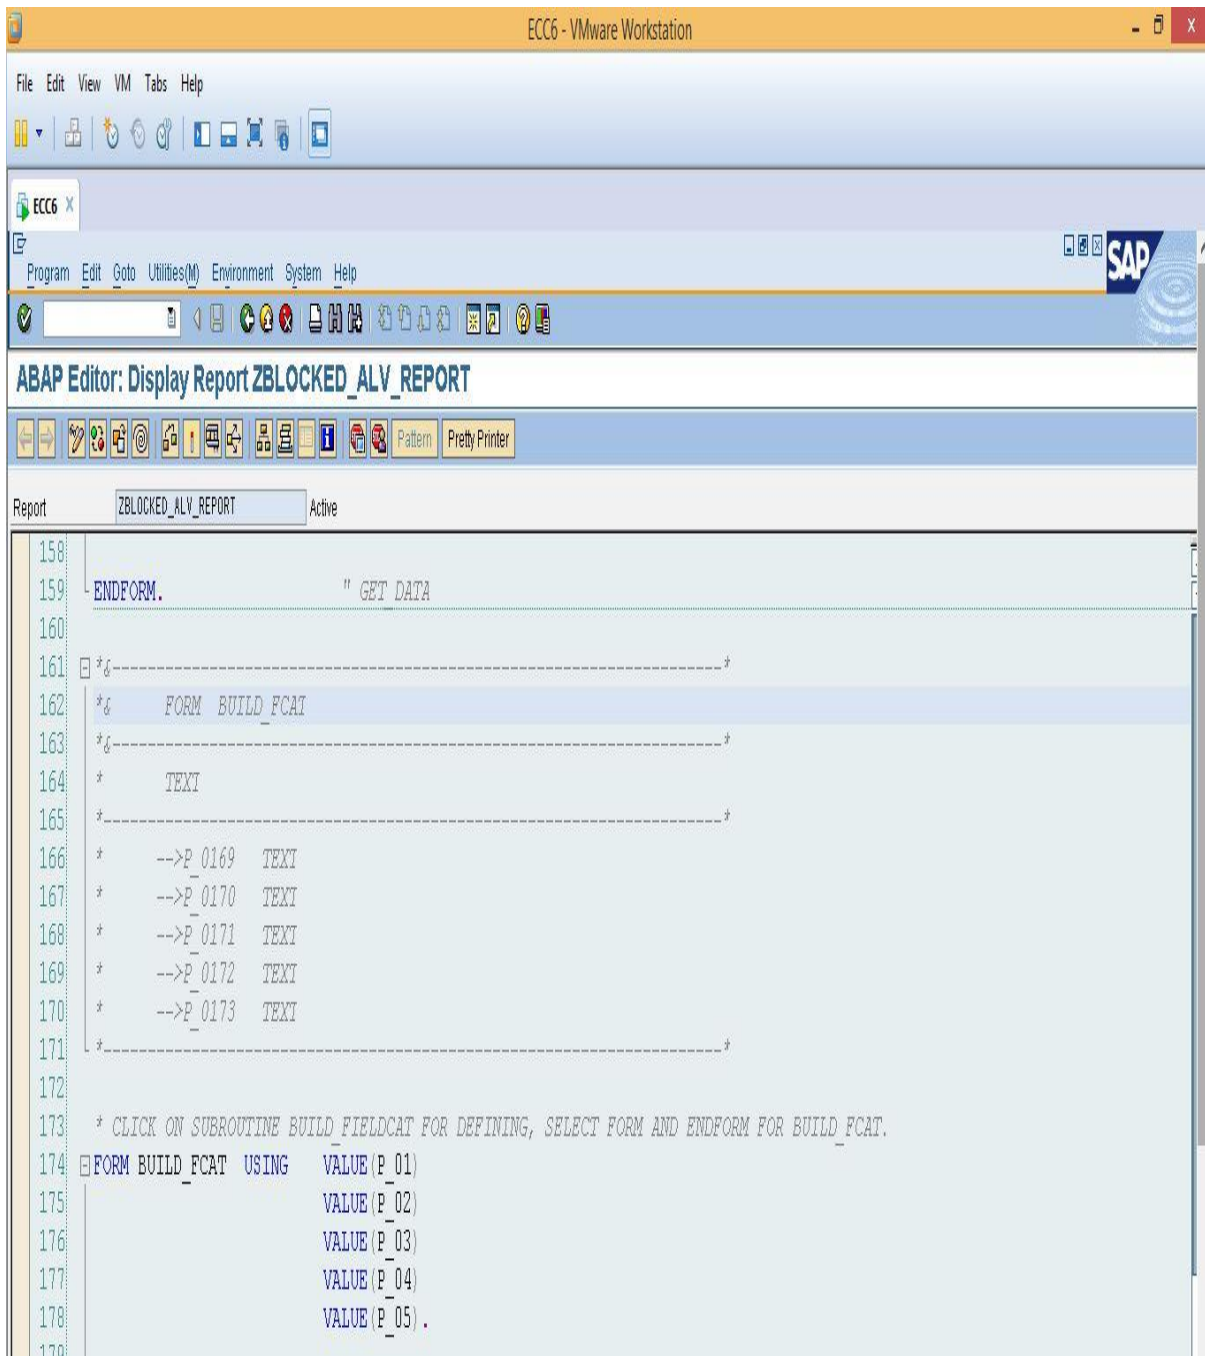 ECC6 - VMware Workstation
File Edit View VM Tabs Help
ECC6
SAP
Program Edit Goto Utilities(M) Environment System Help
ABAP Editor: Display Report ZBLOCKED_ALV_REPORT
Pattern Pretty Printer
Report ZBLOCKED_ALV_REPORT Active
158
159 ENDFORM. " GET_DATA
160
161 *&---------------------------------------------------------------------*
162 *& FORM BUILD_FCAT
163 *&---------------------------------------------------------------------*
164 * TEXT
165 *----------------------------------------------------------------------*
166 * -->P_0169 TEXT
167 * -->P_0170 TEXT
168 * -->P_0171 TEXT
169 * -->P_0172 TEXT
170 * -->P_0173 TEXT
171 *----------------------------------------------------------------------*
172
173 * CLICK ON SUBROUTINE BUILD_FIELDCAT FOR DEFINING, SELECT FORM AND ENDFORM FOR BUILD_FCAT.
174 FORM BUILD_FCAT USING VALUE(P_01)
175 VALUE(P_02)
176 VALUE(P_03)
177 VALUE(P_04)
178 VALUE(P_05).
179